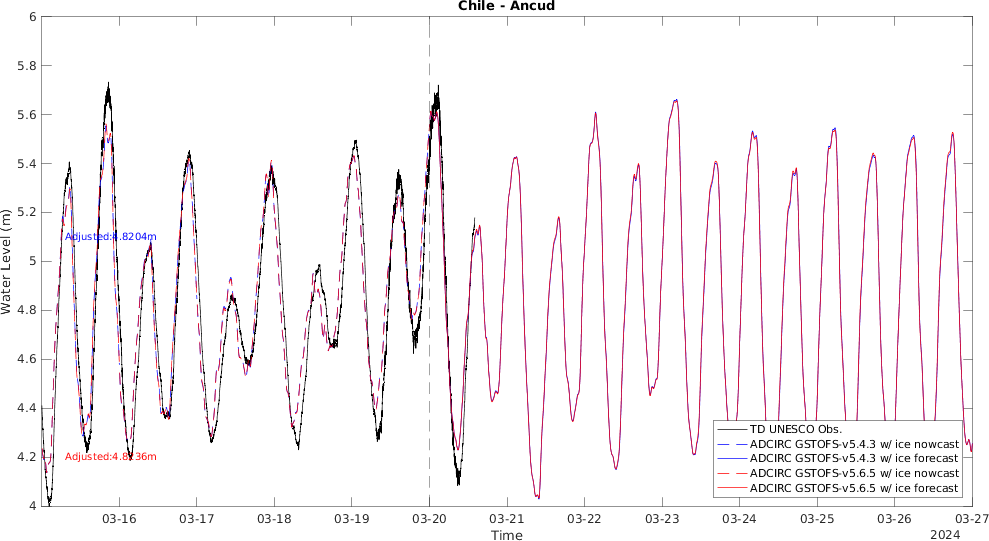 Chile - Ancud
6
5.8
5.6
5.4
5.2
5
4.8
4.6
4.4
4.2
4
Water Level (m)
Adjusted:4.8204m
TD UNESCO Obs.
ADCIRC GSTOFS-v5.4.3 w/ ice nowcast
ADCIRC GSTOFS-v5.4.3 w/ ice forecast
ADCIRC GSTOFS-v5.6.5 w/ ice nowcast
ADCIRC GSTOFS-v5.6.5 w/ ice forecast
03-16 03-17 03-18 03-19 03-20 03-21 03-22 03-23 03-24 03-25 03-26 03-27
Time
2024